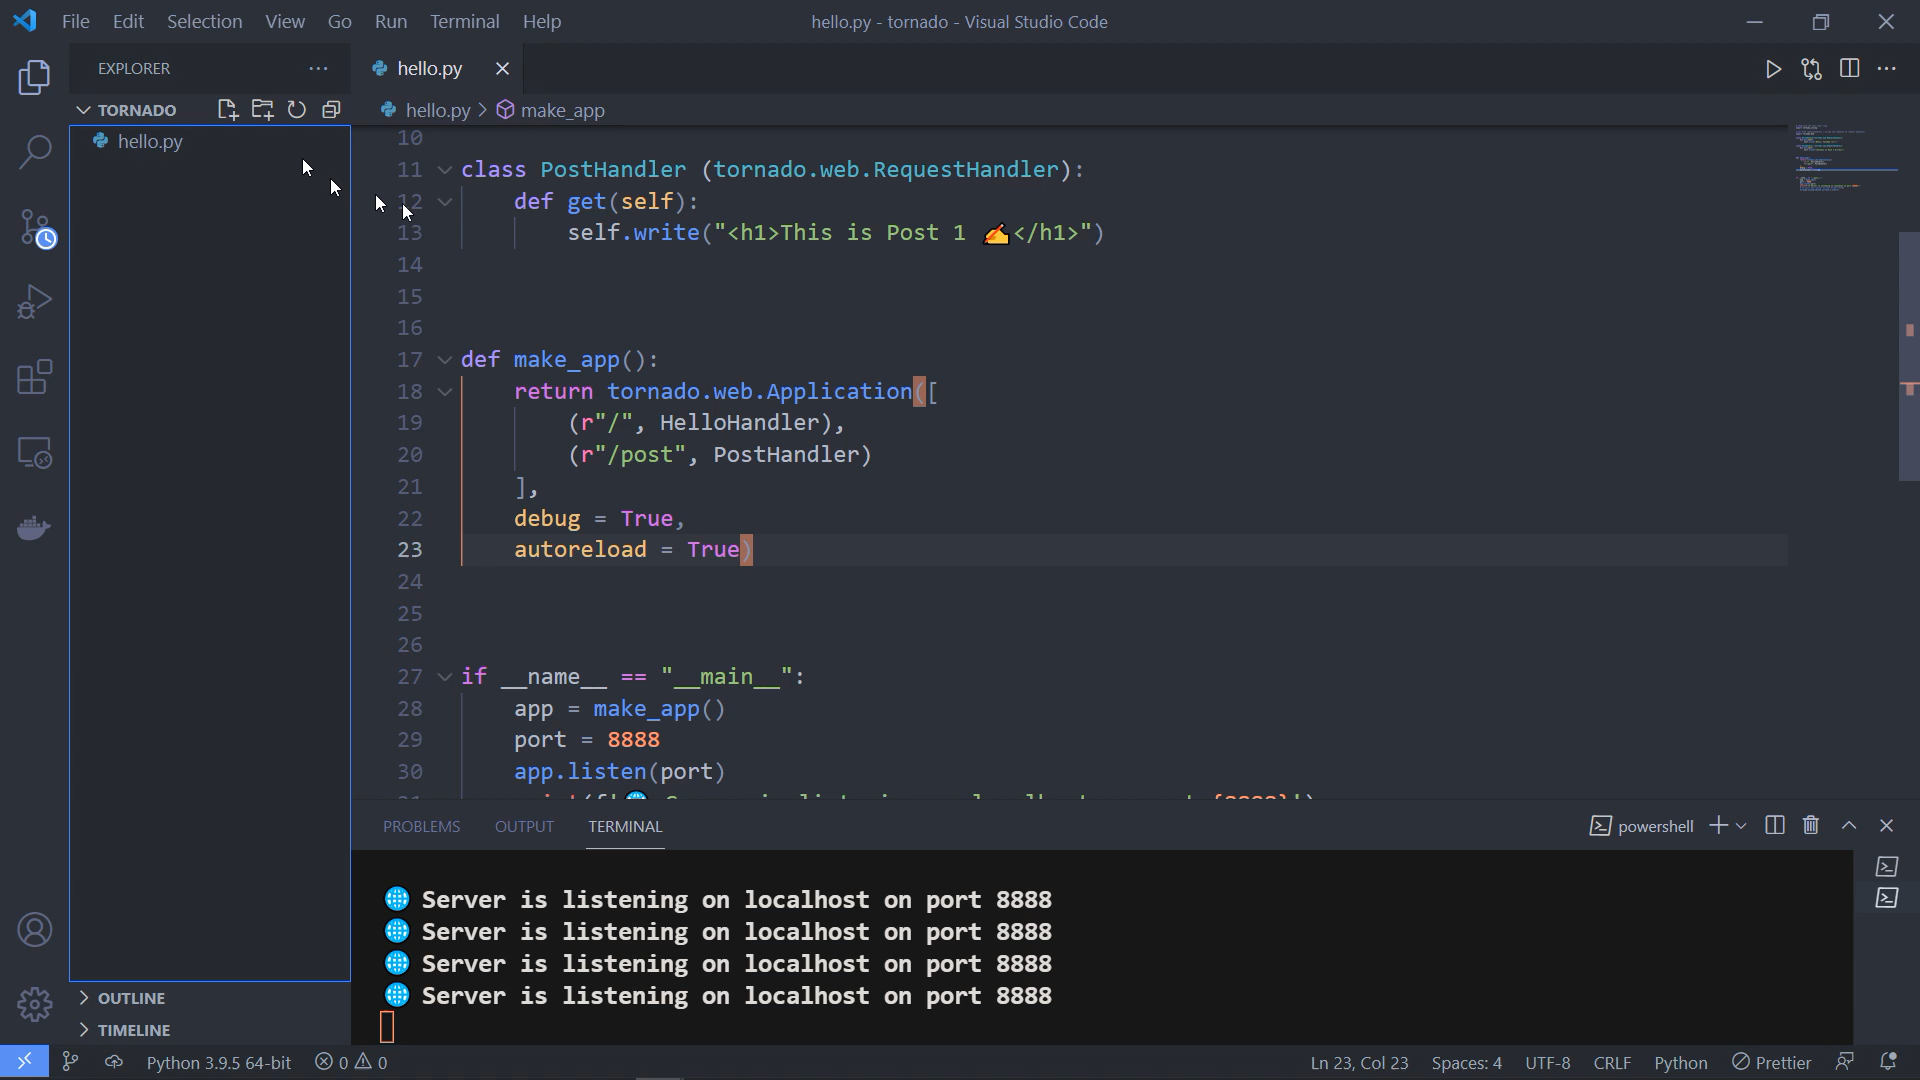 File Edit Selection View Go Run Terminal Help
hello.py - tornado - Visual Studio Code
EXPLORER
hello.py
TORNADO
hello.py > make_app
hello.py
10
11 class PostHandler (tornado.web.RequestHandler):
12 def get(self):
13 self.write("<h1>This is Post 1 ✍</h1>")
14
15
16
17 def make_app():
18 return tornado.web.Application([
19 (r"/", HelloHandler),
20 (r"/post", PostHandler)
21 ],
22 debug = True,
23 autoreload = True)
24
25
26
27 if __name__ == "__main__":
28 app = make_app()
29 port = 8888
30 app.listen(port)
PROBLEMS OUTPUT TERMINAL
powershell
🌐 Server is listening on localhost on port 8888
🌐 Server is listening on localhost on port 8888
🌐 Server is listening on localhost on port 8888
🌐 Server is listening on localhost on port 8888
OUTLINE
TIMELINE
Python 3.9.5 64-bit 0 0 Ln 23, Col 23 Spaces: 4 UTF-8 CRLF Python Prettier